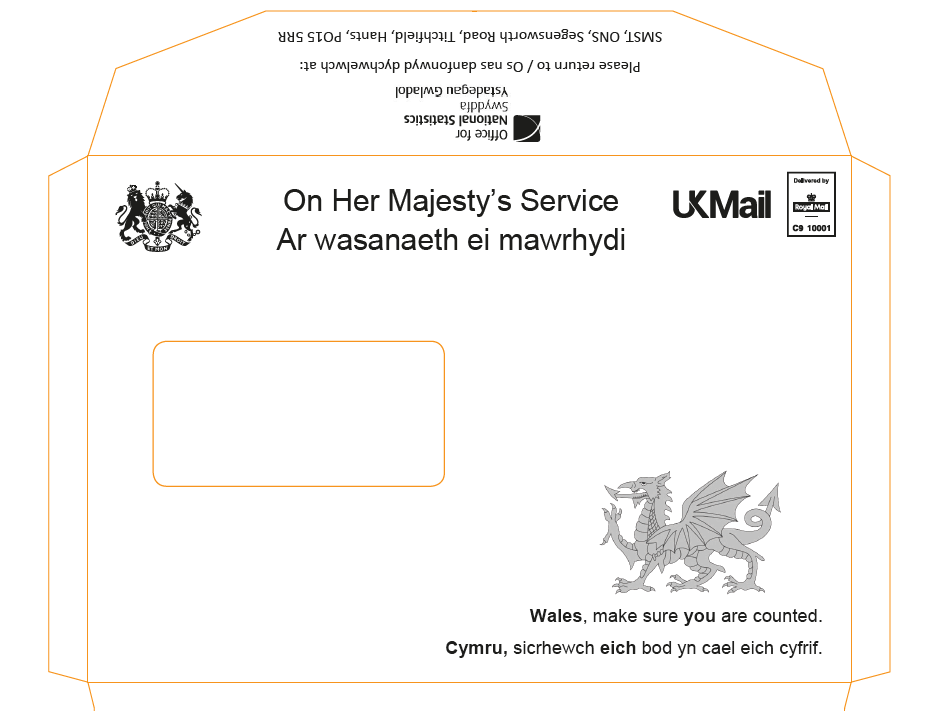 SMST, ONS, Segensworth Road, Titchfield, Hants, PO15 5RR
Please return to / Os nas danfonwyd dychwelwch at:
Office for
National Statistics
Swyddfa
Ystadegau Gwladol
On Her Majesty's Service
Ar wasanaeth ei mawrhydi
UKMail
Delivered by
Royal Mail
C9 10001
Wales, make sure you are counted.
Cymru, sicrhewch eich bod yn cael eich cyfrif.